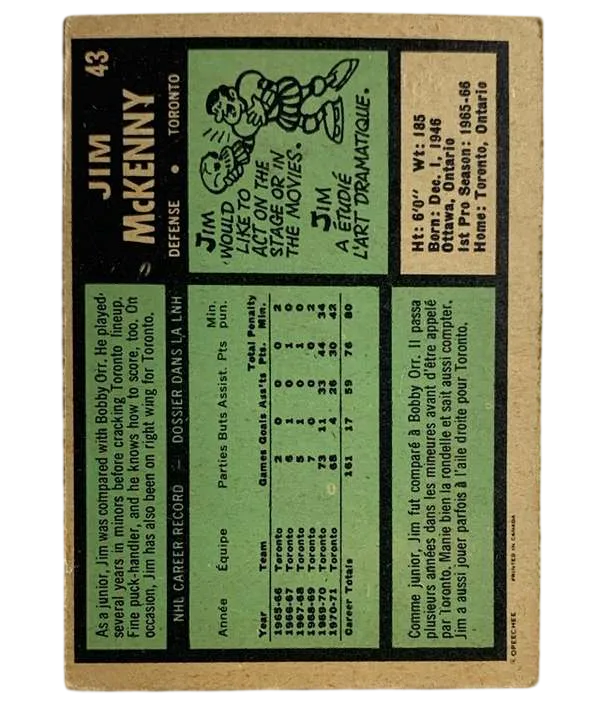 43
JIM
McKENNY
DEFENSE • TORONTO
As a junior, Jim was compared with Bobby Orr. He played
several years in minors before cracking Toronto lineup.
Fine puck-handler, and he knows how to score, too. On
occasion, Jim has also been on right wing for Toronto.
NHL CAREER RECORD — DOSSIER DANS LA LNH
Année Équipe Parties Buts Assist. Pts Min. pun.
Year Team Games Goals Ass'ts Total Pts. Penalty Min.
1965-66 Toronto 2 0 0 0 2
1966-67 Toronto 6 1 0 1 0
1967-68 Toronto 5 1 0 1 0
1968-69 Toronto 7 0 0 0 2
1969-70 Toronto 73 11 33 44 34
1970-71 Toronto 68 4 26 30 42
Career Totals 161 17 59 76 80
JIM
WOULD
LIKE TO
ACT ON THE
STAGE OR IN
THE MOVIES.
JIM
A ÉTUDIÉ
L'ART DRAMATIQUE.
Comme junior, Jim fut comparé à Bobby Orr. Il passa
plusieurs années dans les mineures avant d'être appelé
par Toronto. Manie bien la rondelle et sait aussi compter.
Jim a aussi jouer parfois à l'aile droite pour Toronto.
Ht: 6'0" Wt: 185
Born: Dec. 1, 1946
Ottawa, Ontario
1st Pro Season: 1965-66
Home: Toronto, Ontario
© OPEECHEE PRINTED IN CANADA